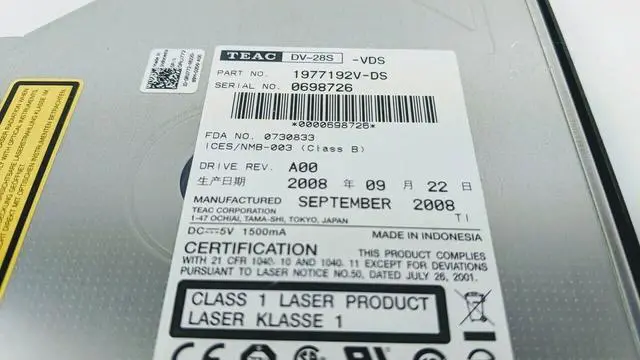 TEAC DV-28S -VDS
PART NO. 1977192V-DS
SERIAL NO. 0698726
*0000698726*
FDA NO. 0730833
ICES/NMB-003 (Class B)
DRIVE REV. A00
生产日期 2008 年 09 月 22 日
MANUFACTURED SEPTEMBER 2008
TEAC CORPORATION
1-47 OCHIAI, TAMA-SHI, TOKYO, JAPAN TI
DC⎓5V 1500mA MADE IN INDONESIA
CERTIFICATION THIS PRODUCT COMPLIES
WITH 21 CFR 1040. 10 AND 1040. 11 EXCEPT FOR DEVIATIONS
PURSUANT TO LASER NOTICE NO.50, DATED JULY 26, 2001.
CLASS 1 LASER PRODUCT
LASER KLASSE 1
CE